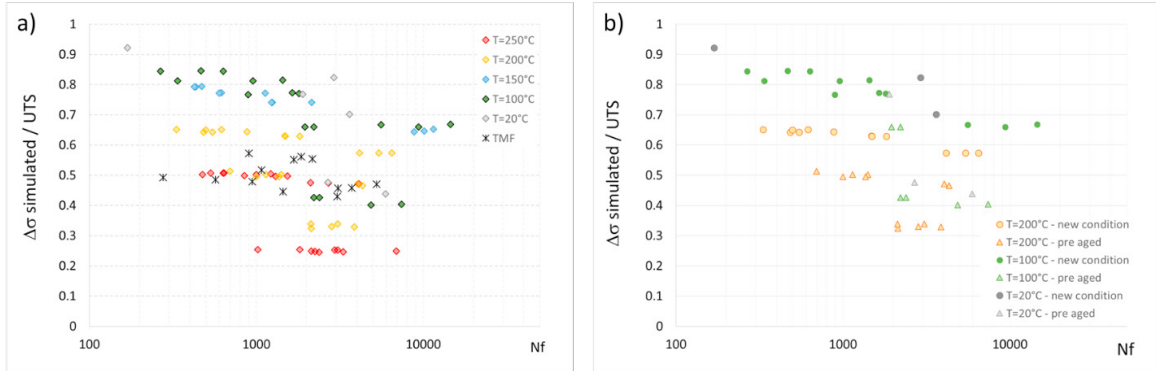 a)
Δσ simulated / UTS
1
0.9
0.8
0.7
0.6
0.5
0.4
0.3
0.2
0.1
0
100
1000
10000
Nf
T=250°C
T=200°C
T=150°C
T=100°C
T=20°C
TMF
b)
Δσ simulated / UTS
1
0.9
0.8
0.7
0.6
0.5
0.4
0.3
0.2
0.1
0
100
1000
10000
Nf
T=200°C - new condition
T=200°C - pre aged
T=100°C - new condition
T=100°C - pre aged
T=20°C - new condition
T=20°C - pre aged